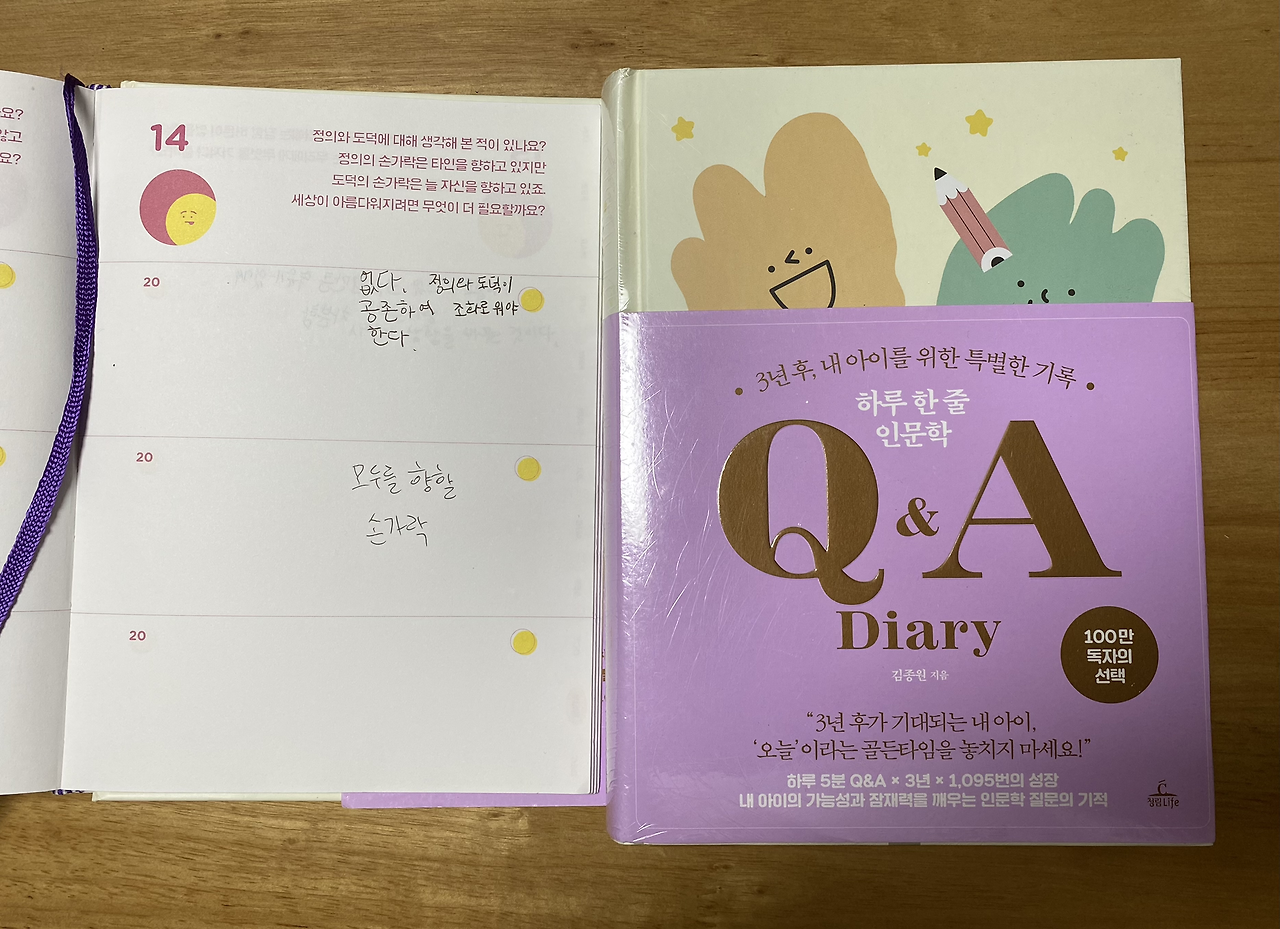 요?
않고
요?
14
정의와 도덕에 대해 생각해 본 적이 있나요?
정의의 손가락은 타인을 향하고 있지만
도덕의 손가락은 늘 자신을 향하고 있죠.
세상이 아름다워지려면 무엇이 더 필요할까요?
20
없다. 정의와 도덕이
공존하여 조화로워야
한다.
20
모두를 향할
손가락
20
3년 후, 내 아이를 위한 특별한 기록
하루 한 줄
인문학
Q & A
Diary
김종원 지음
100만
독자의
선택
“3년 후가 기대되는 내 아이,
‘오늘’이라는 골든타임을 놓치지 마세요!”
하루 5분 Q&A × 3년 × 1,095번의 성장
내 아이의 가능성과 잠재력을 깨우는 인문학 질문의 기적
청림Life